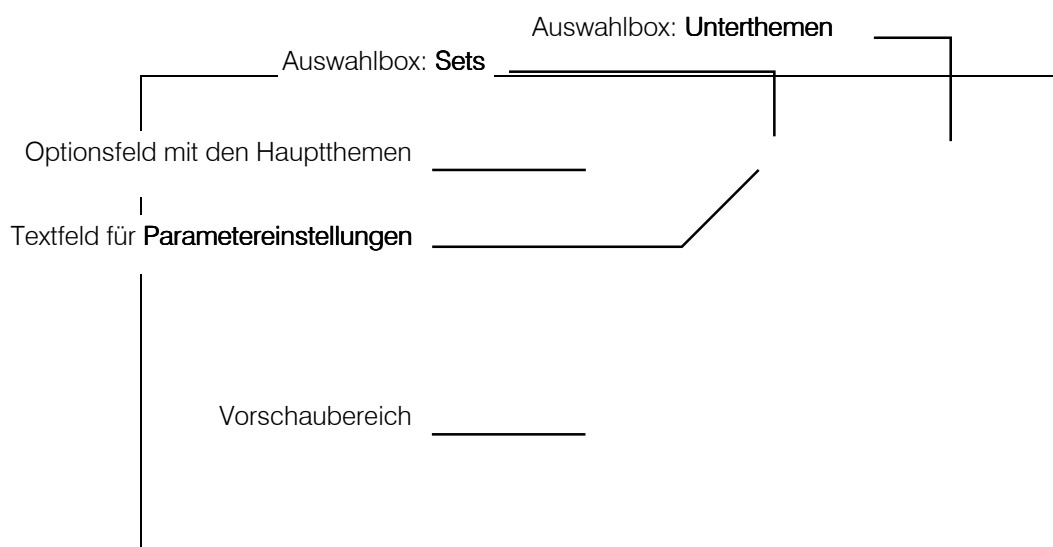 Auswahlbox: Unterthemen
Auswahlbox: Sets
Optionsfeld mit den Hauptthemen
Textfeld für Parametereinstellungen
Vorschaubereich